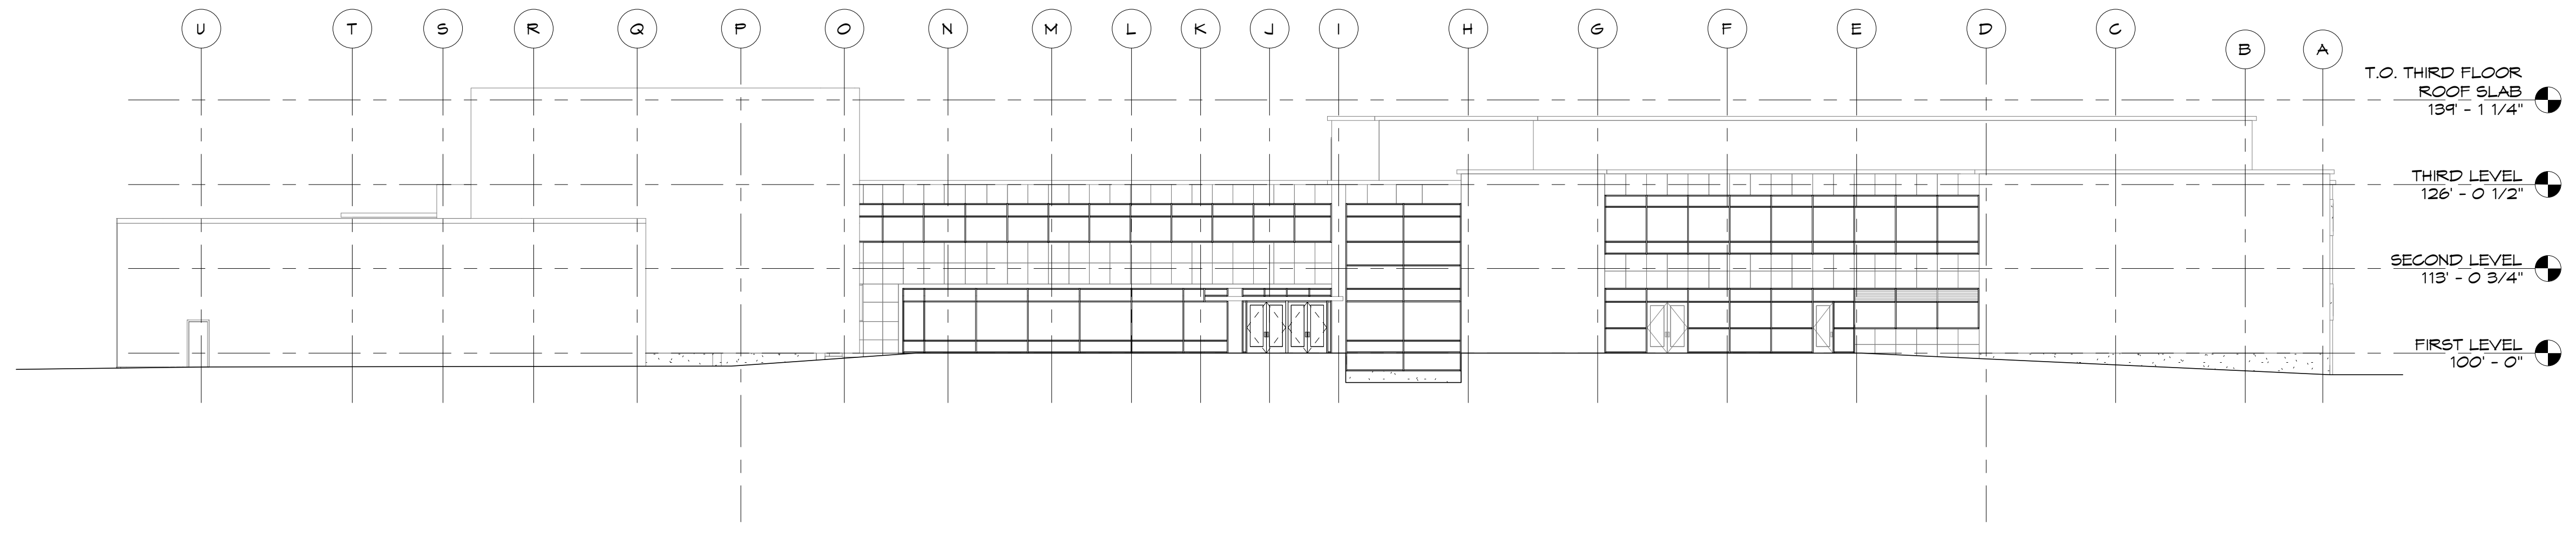 U T S R Q P O N M L K J I H G F E D C B A
T.O. THIRD FLOOR
ROOF SLAB
139' - 1 1/4"
THIRD LEVEL
126' - 0 1/2"
SECOND LEVEL
113' - 0 3/4"
FIRST LEVEL
100' - 0"